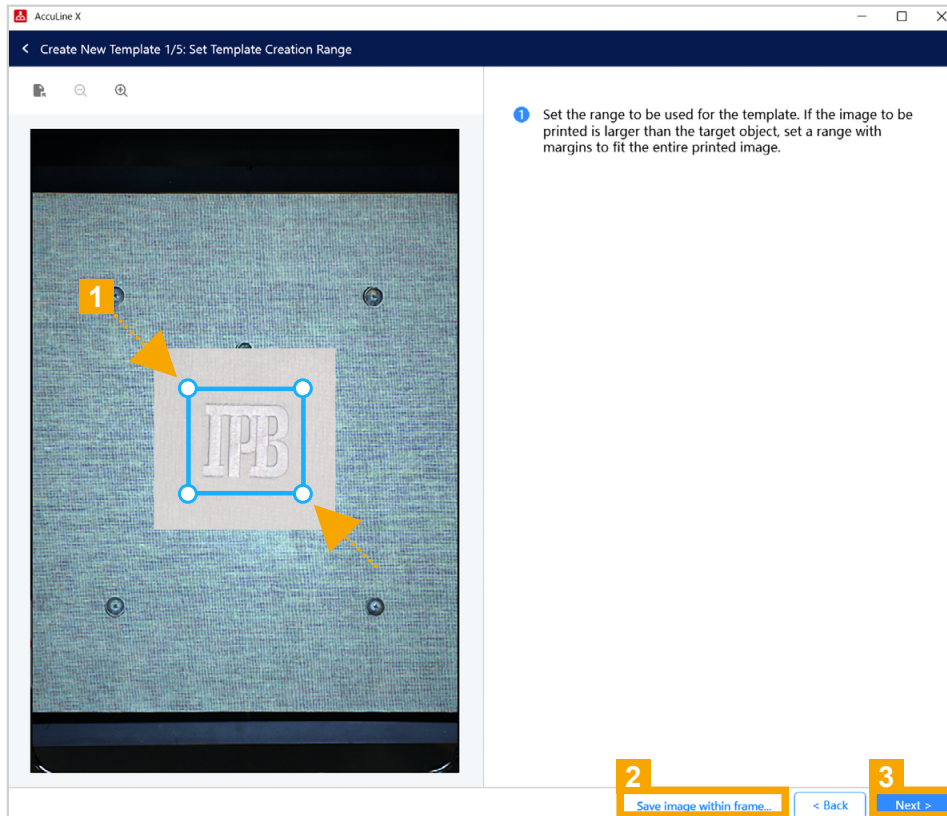 AccuLine X
Create New Template 1/5: Set Template Creation Range
1 Set the range to be used for the template. If the image to be
printed is larger than the target object, set a range with
margins to fit the entire printed image.
1
IPB
2
3
Save image within frame...
< Back
Next >